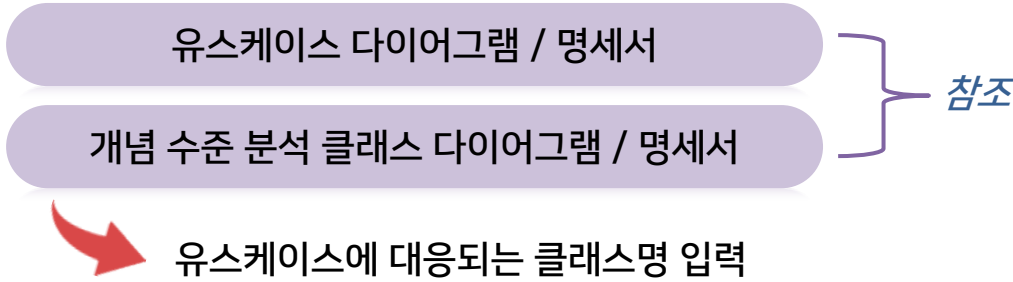 유스케이스 다이어그램 / 명세서
참조
개념 수준 분석 클래스 다이어그램 / 명세서
유스케이스에 대응되는 클래스명 입력